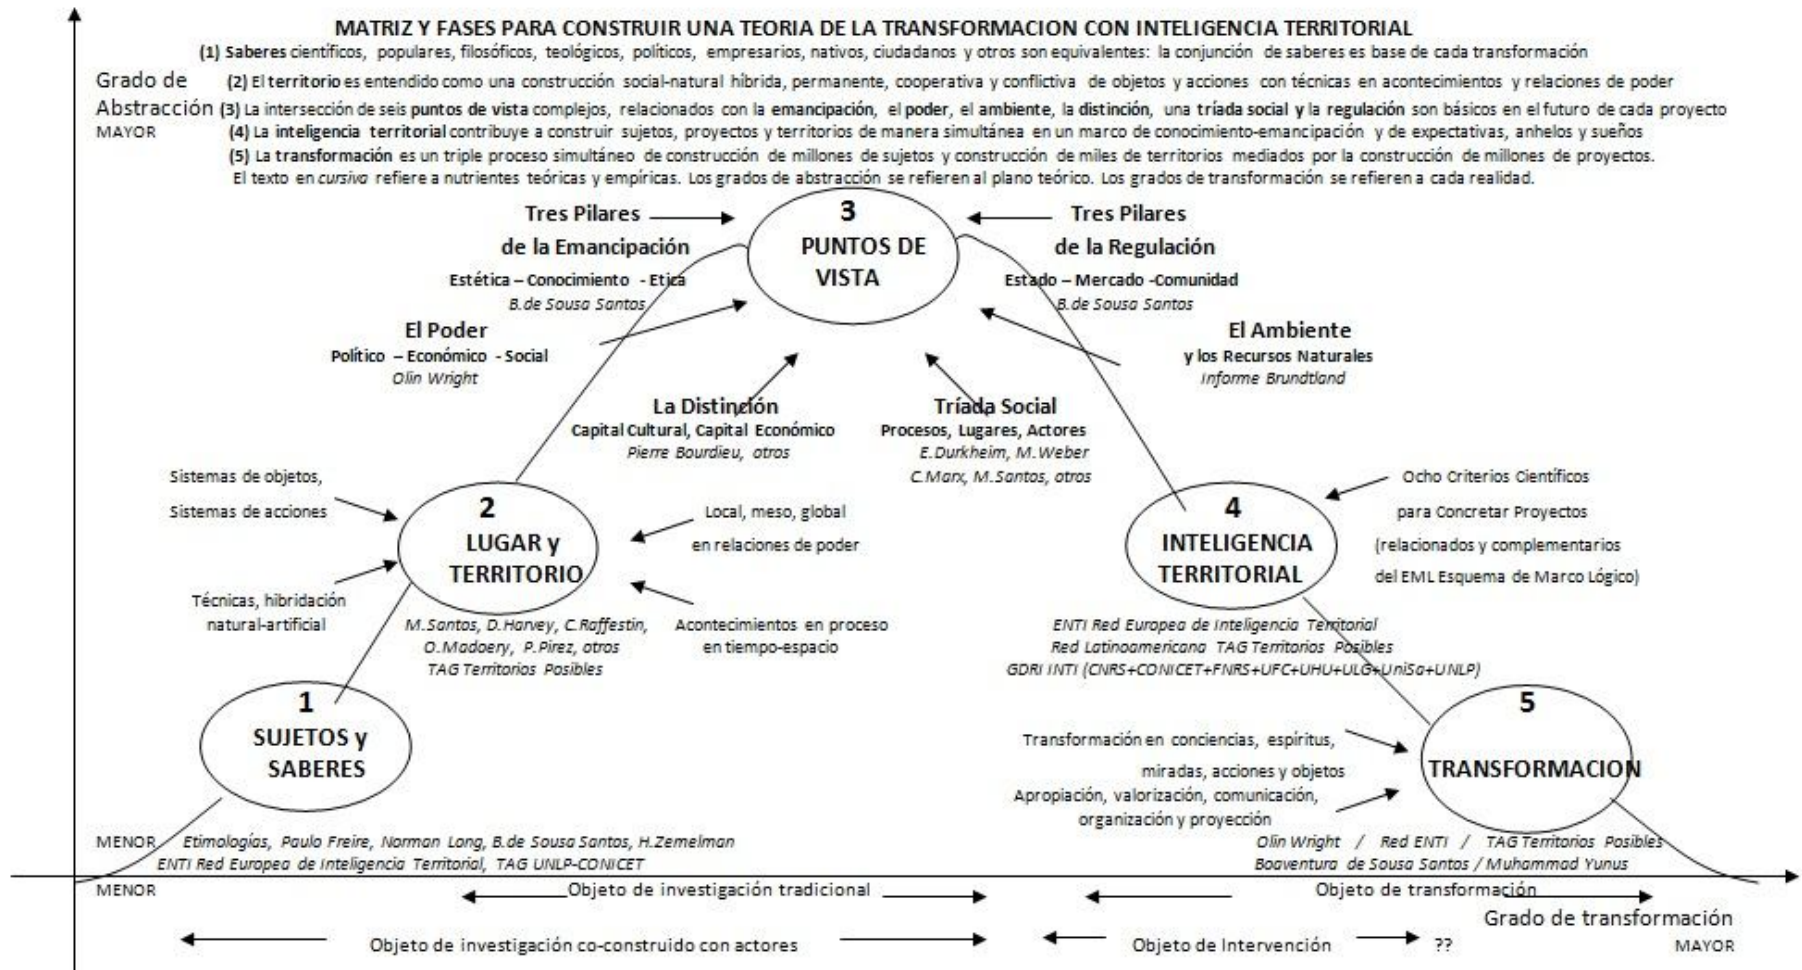 MATRIZ Y FASES PARA CONSTRUIR UNA TEORIA DE LA TRANSFORMACION CON INTELIGENCIA TERRITORIAL
(1) Saberes científicos, populares, filosóficos, teológicos, políticos, empresarios, nativos, ciudadanos y otros son equivalentes: la conjunción de saberes es base de cada transformación
Grado de
Abstracción
MAYOR
(2) El territorio es entendido como una construcción social-natural híbrida, permanente, cooperativa y conflictiva de objetos y acciones con técnicas en acontecimientos y relaciones de poder
(3) La intersección de seis puntos de vista complejos, relacionados con la emancipación, el poder, el ambiente, la distinción, una tríada social y la regulación son básicos en el futuro de cada proyecto
(4) La inteligencia territorial contribuye a construir sujetos, proyectos y territorios de manera simultánea en un marco de conocimiento-emancipación y de expectativas, anhelos y sueños
(5) La transformación es un triple proceso simultáneo de construcción de millones de sujetos y construcción de miles de territorios mediados por la construcción de millones de proyectos.
El texto en cursiva refiere a nutrientes teóricas y empíricas. Los grados de abstracción se refieren al plano teórico. Los grados de transformación se refieren a cada realidad.
3
PUNTOS DE
VISTA
Tres Pilares
de la Emancipación
Estética – Conocimiento - Etica
B.de Sousa Santos
Tres Pilares
de la Regulación
Estado – Mercado -Comunidad
B.de Sousa Santos
El Poder
Político – Económico - Social
Olin Wright
El Ambiente
y los Recursos Naturales
Informe Brundtland
La Distinción
Capital Cultural, Capital Económico
Pierre Bourdieu, otros
Tríada Social
Procesos, Lugares, Actores
E.Durkheim, M.Weber
C.Marx, M.Santos, otros
Sistemas de objetos,
Sistemas de acciones
Técnicas, hibridación
natural-artificial
2
LUGAR y
TERRITORIO
Local, meso, global
en relaciones de poder
Acontecimientos en proceso
en tiempo-espacio
M.Santos, D.Harvey, C.Raffestin,
O.Madoery, P.Pirez, otros
TAG Territorios Posibles
4
INTELIGENCIA
TERRITORIAL
Ocho Criterios Científicos
para Concretar Proyectos
(relacionados y complementarios
del EML Esquema de Marco Lógico)
ENTI Red Europea de Inteligencia Territorial
Red Latinoamericana TAG Territorios Posibles
GDRI INTI (CNRS+CONICET+FNRS+UFC+UHU+ULG+UniSa+UNLP)
1
SUJETOS y
SABERES
5
TRANSFORMACION
Transformación en conciencias, espíritus,
miradas, acciones y objetos
Apropiación, valorización, comunicación,
organización y proyección
MENOR
Etimologías, Paulo Freire, Norman Long, B.de Sousa Santos, H.Zemelman
ENTI Red Europea de Inteligencia Territorial, TAG UNLP-CONICET
Olin Wright / Red ENTI / TAG Territorios Posibles
Boaventura de Sousa Santos / Muhammad Yunus
MENOR
Objeto de investigación tradicional
Objeto de transformación
Grado de transformación
MAYOR
Objeto de investigación co-construido con actores
Objeto de Intervención
??